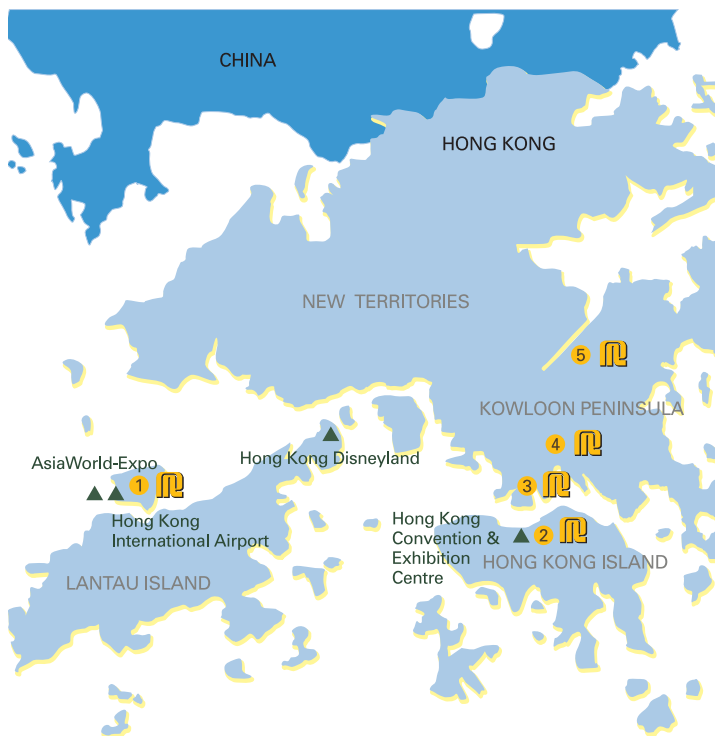 CHINA
HONG KONG
NEW TERRITORIES
5
KOWLOON PENINSULA
4
Hong Kong Disneyland
AsiaWorld-Expo
1
3
Hong Kong
International Airport
Hong Kong
Convention &
Exhibition
Centre
2
HONG KONG ISLAND
LANTAU ISLAND